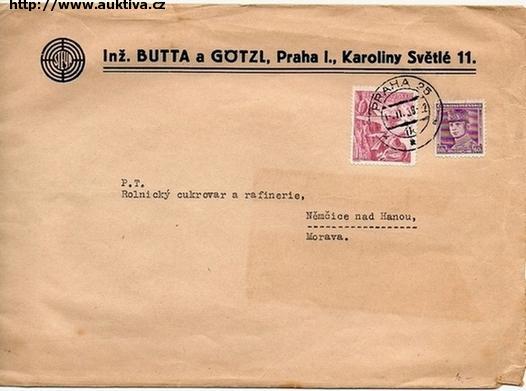 http://www.auktiva.cz
Inž. BUTTA a GÖTZL, Praha I., Karoliny Světlé 11.
PRAHA 25
P.T.
Rolnický cukrovar a rafinerie,
Němčice nad Hanou,
Morava.